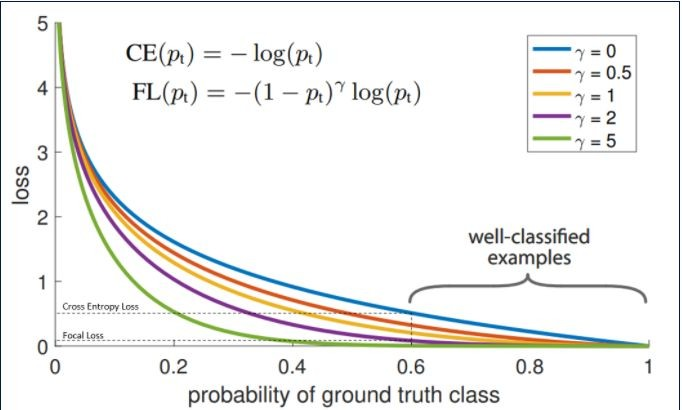 5
CE(pₜ) = − log(pₜ)
FL(pₜ) = −(1 − pₜ)^γ log(pₜ)
γ = 0
γ = 0.5
γ = 1
γ = 2
γ = 5
4
3
loss
2
well-classified
examples
1
Cross Entropy Loss
Focal Loss
0
0 0.2 0.4 0.6 0.8 1
probability of ground truth class